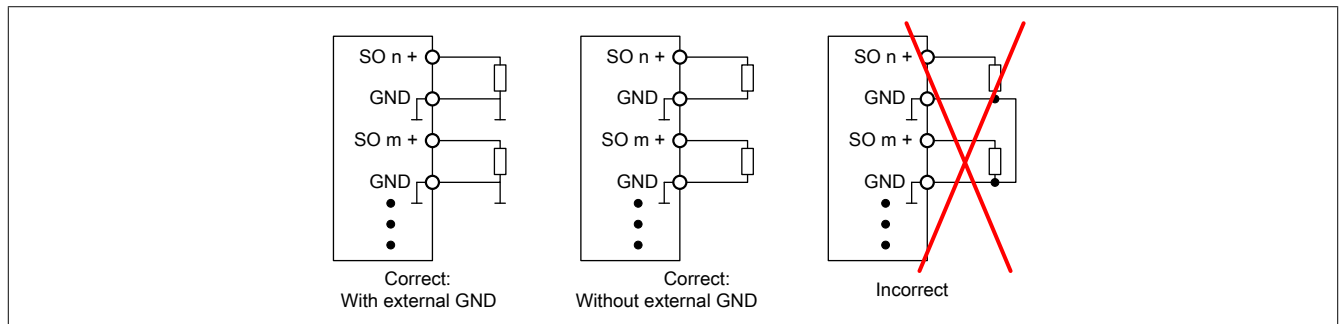 SO n +
GND
SO m +
GND
Correct:
With external GND
SO n +
GND
SO m +
GND
Correct:
Without external GND
SO n +
GND
SO m +
GND
Incorrect